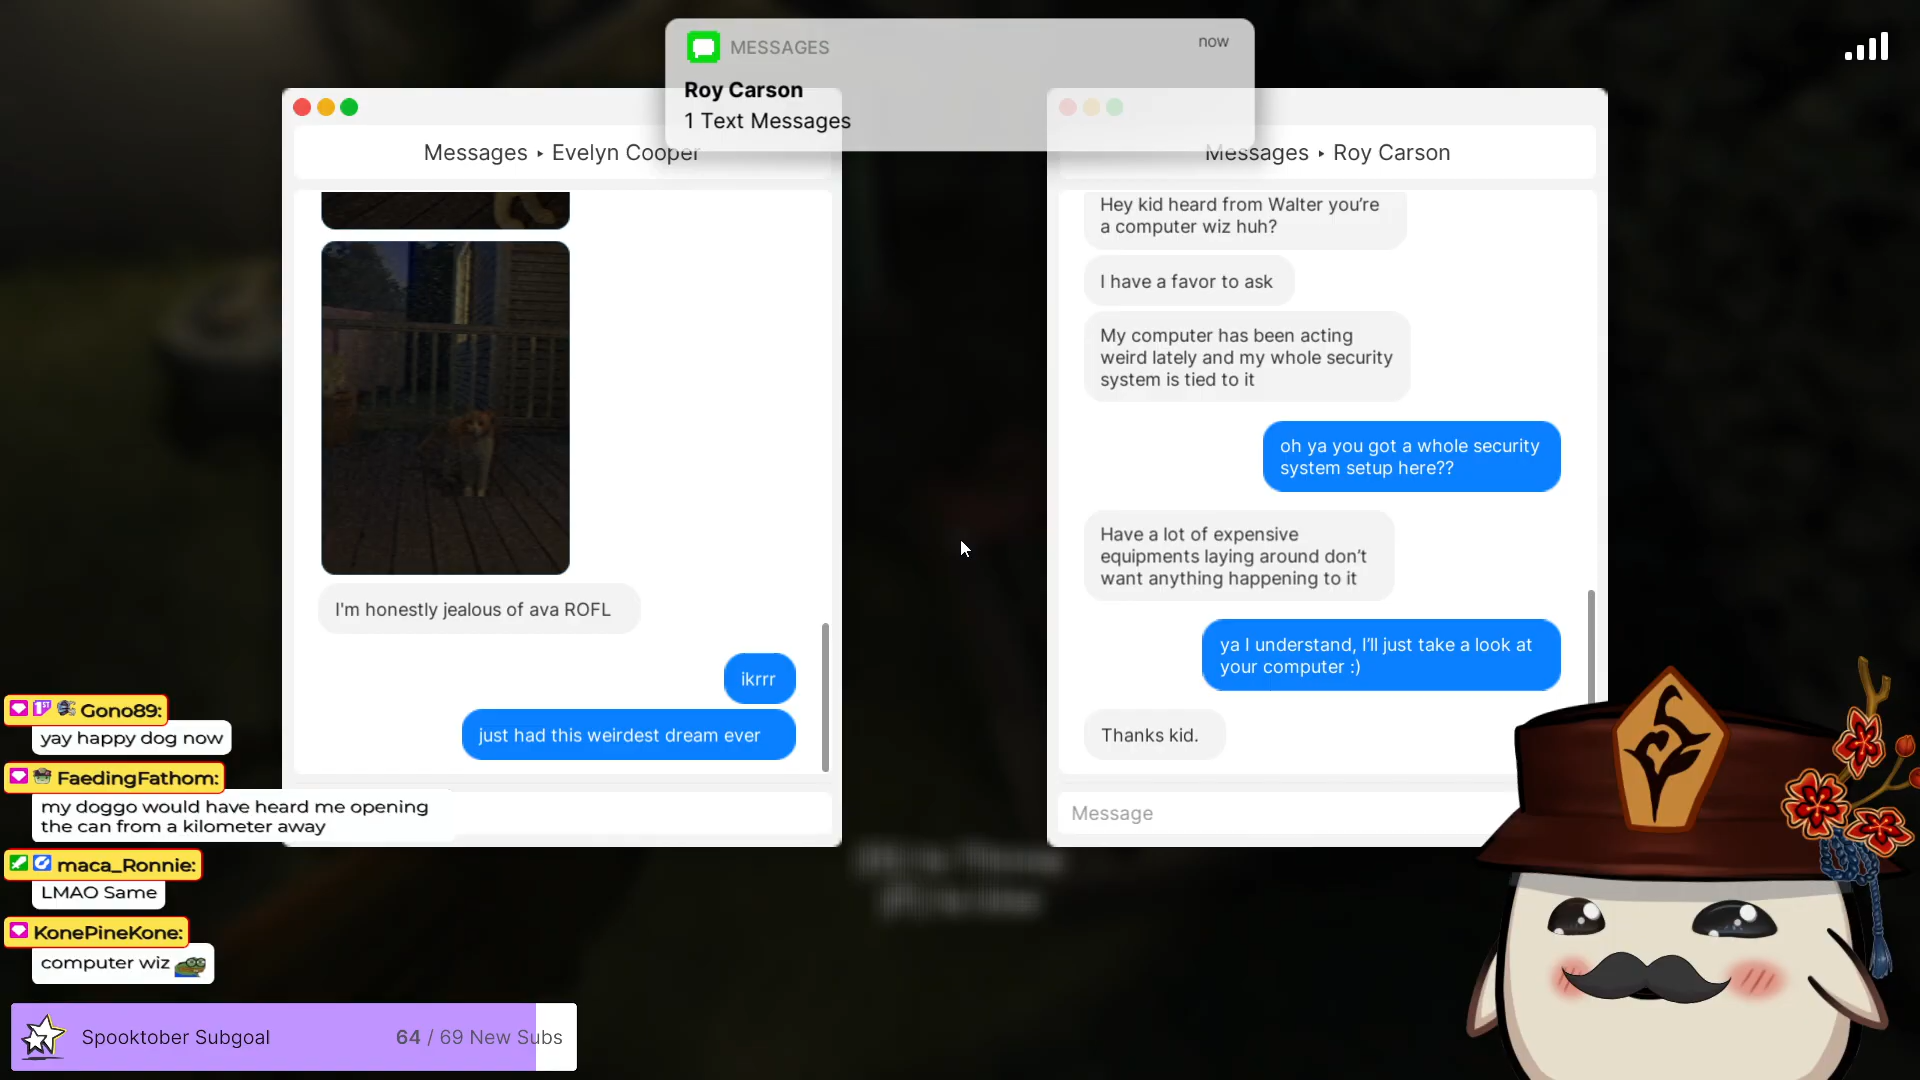 MESSAGES
now
Roy Carson
1 Text Messages
Messages ‣ Evelyn Cooper
I'm honestly jealous of ava ROFL
ikrrr
just had this weirdest dream ever
Messages ‣ Roy Carson
Hey kid heard from Walter you’re
a computer wiz huh?
I have a favor to ask
My computer has been acting
weird lately and my whole security
system is tied to it
oh ya you got a whole security
system setup here??
Have a lot of expensive
equipments laying around don’t
want anything happening to it
ya I understand, I’ll just take a look at
your computer :)
Thanks kid.
Message
Gono89:
yay happy dog now
FaedingFathom:
my doggo would have heard me opening
the can from a kilometer away
maca_Ronnie:
LMAO Same
KonePineKone:
computer wiz
Spooktober Subgoal
64 / 69 New Subs